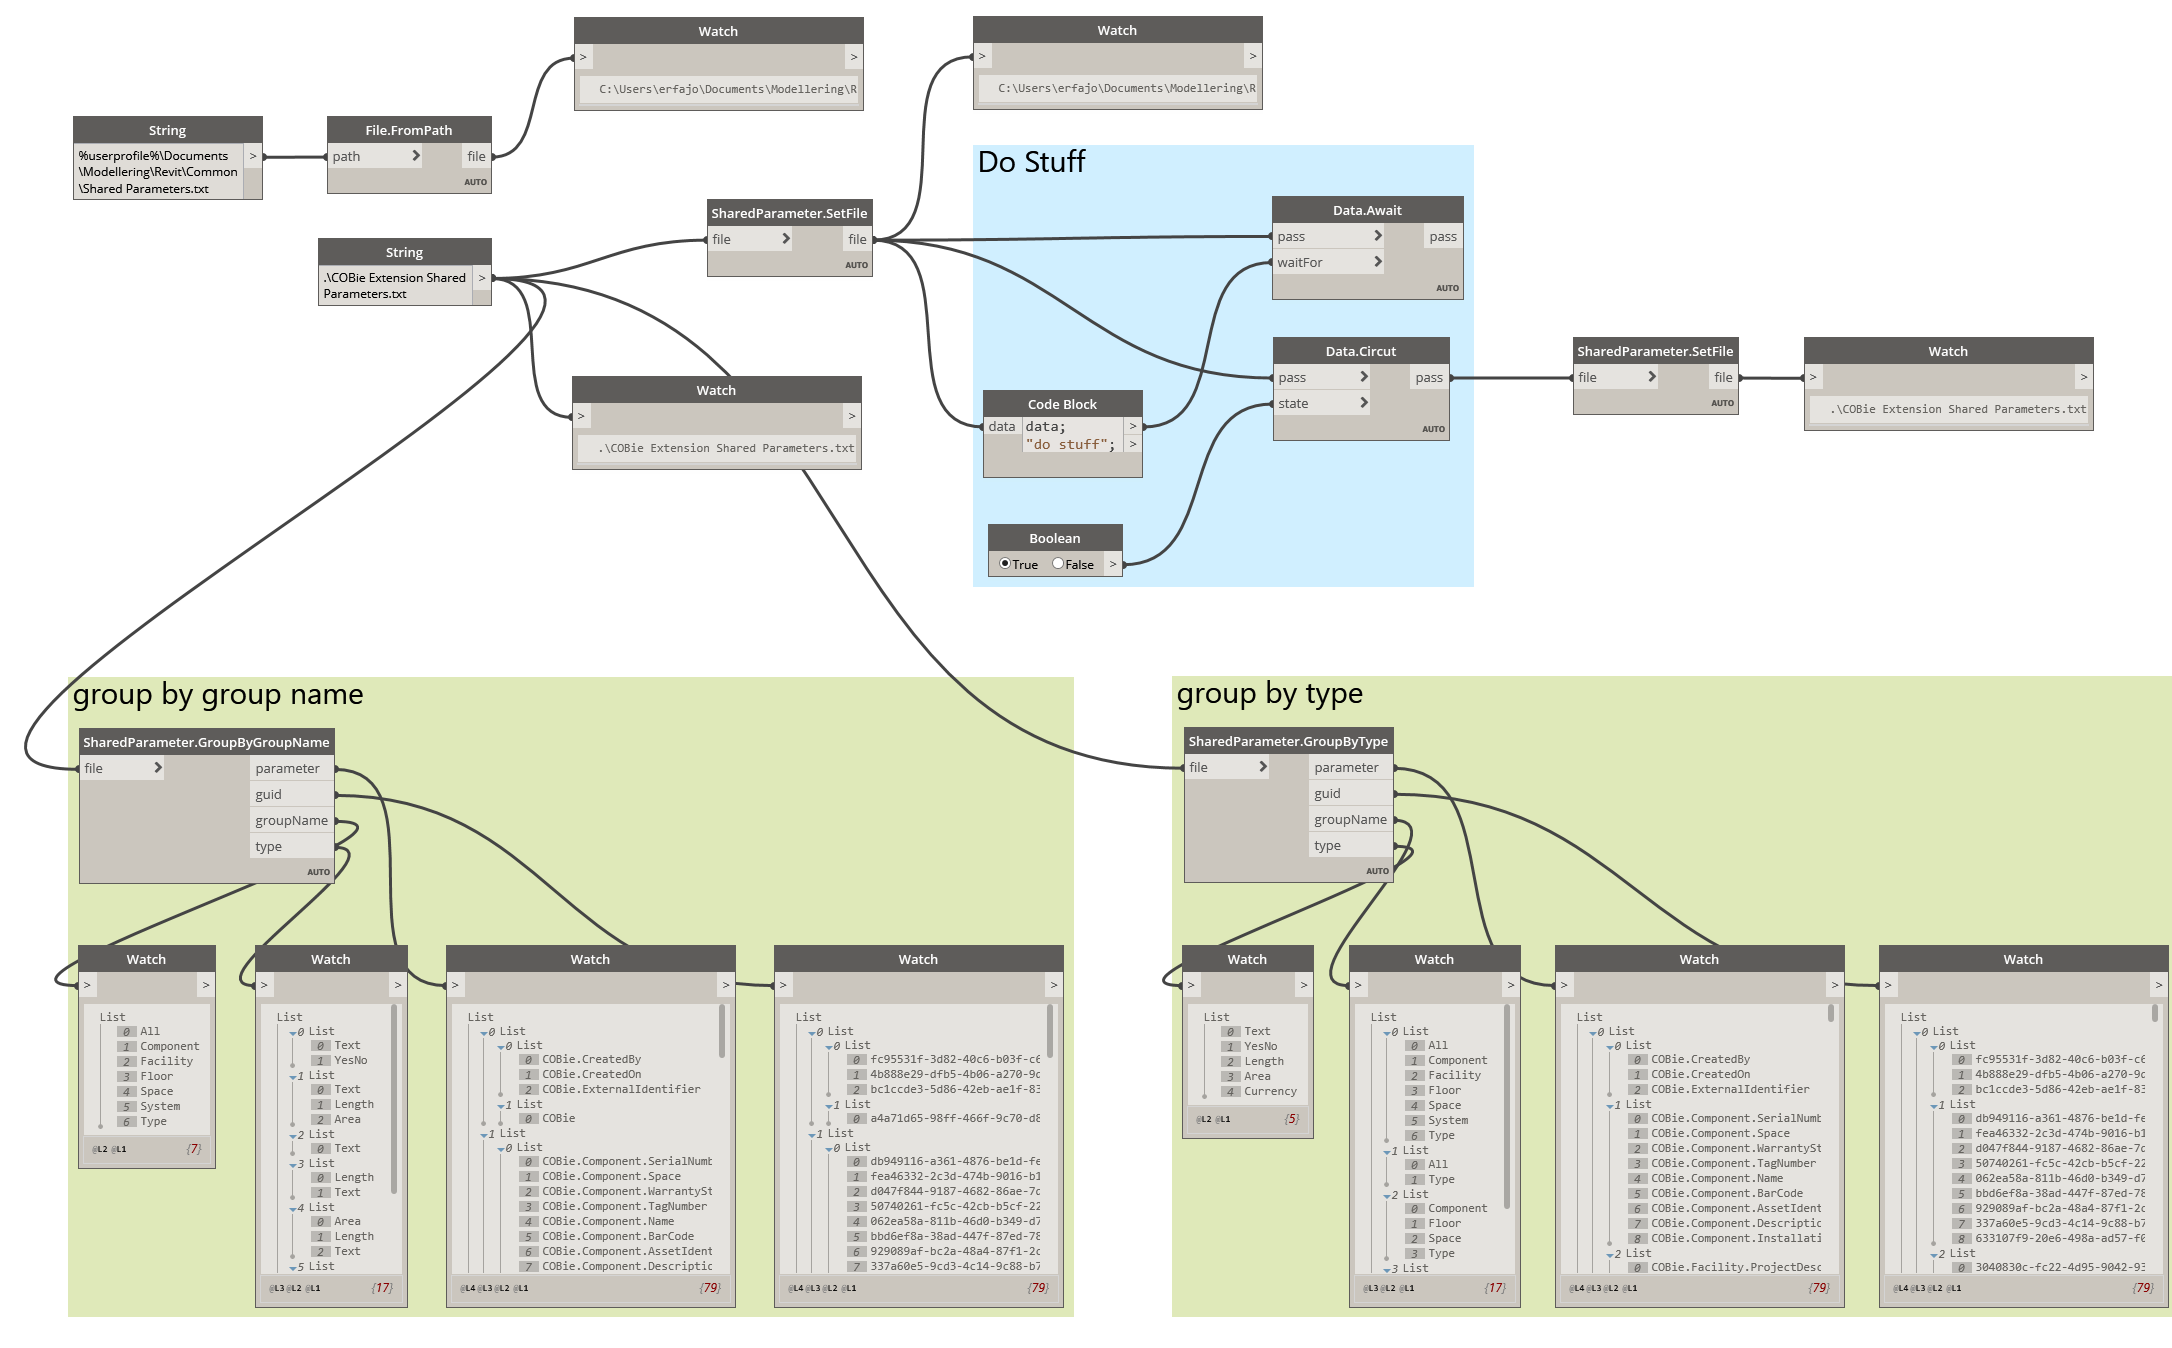 Watch
>
>
C:\Users\erfajo\Documents\Modellering\R
Watch
>
>
C:\Users\erfajo\Documents\Modellering\R
String
%userprofile%\Documents
\Modellering\Revit\Common
\Shared Parameters.txt
>
File.FromPath
path
file
AUTO
String
.\COBie Extension Shared
Parameters.txt
>
SharedParameter.SetFile
file
file
AUTO
Watch
>
>
.\COBie Extension Shared Parameters.txt
Do Stuff
Data.Await
pass
pass
waitFor
AUTO
Data.Circut
pass
pass
state
AUTO
Code Block
data
data;
>
"do stuff";
>
Boolean
True
False
>
SharedParameter.SetFile
file
file
AUTO
Watch
>
>
.\COBie Extension Shared Parameters.txt
group by group name
SharedParameter.GroupByGroupName
file
parameter
guid
groupName
type
AUTO
Watch
>
>
List
0 All
1 Component
2 Facility
3 Floor
4 Space
5 System
6 Type
@L2 @L1
{7}
Watch
>
>
List
0 List
0 Text
1 YesNo
1 List
0 Text
1 Length
2 Area
2 List
0 Text
3 List
0 Length
1 Text
4 List
0 Area
1 Length
2 Text
5 List
@L3 @L2 @L1
{17}
Watch
>
>
List
0 List
0 List
0 COBie.CreatedBy
1 COBie.CreatedOn
2 COBie.ExternalIdentifier
1 List
0 COBie
1 List
0 List
0 COBie.Component.SerialNumb
1 COBie.Component.Space
2 COBie.Component.WarrantySt
3 COBie.Component.TagNumber
4 COBie.Component.Name
5 COBie.Component.BarCode
6 COBie.Component.AssetIdent
7 COBie.Component.Descriptic
@L4 @L3 @L2 @L1
{79}
Watch
>
>
List
0 List
0 List
0 fc95531f-3d82-40c6-b03f-c6
1 4b888e29-dfb5-4b06-a270-9d
2 bc1ccde3-5d86-42eb-ae1f-83
1 List
0 a4a71d65-98ff-466f-9c70-d8
1 List
0 List
0 db949116-a361-4876-be1d-fe
1 fea46332-2c3d-474b-9016-b1
2 d047f844-9187-4682-86ae-7d
3 50740261-fc5c-42cb-b5cf-22
4 062ea58a-811b-46d0-b349-d7
5 bbd6ef8a-38ad-447f-87ed-78
6 929089af-bc2a-48a4-87f1-2d
7 337a60e5-9cd3-4c14-9c88-b7
@L4 @L3 @L2 @L1
{79}
group by type
SharedParameter.GroupByType
file
parameter
guid
groupName
type
AUTO
Watch
>
>
List
0 Text
1 YesNo
2 Length
3 Area
4 Currency
@L2 @L1
{5}
Watch
>
>
List
0 List
0 All
1 Component
2 Facility
3 Floor
4 Space
5 System
6 Type
1 List
0 All
1 Type
2 List
0 Component
1 Floor
2 Space
3 Type
3 List
@L3 @L2 @L1
{17}
Watch
>
>
List
0 List
0 List
0 COBie.CreatedBy
1 COBie.CreatedOn
2 COBie.ExternalIdentifier
1 List
0 COBie.Component.SerialNumb
1 COBie.Component.Space
2 COBie.Component.WarrantySt
3 COBie.Component.TagNumber
4 COBie.Component.Name
5 COBie.Component.BarCode
6 COBie.Component.AssetIdent
7 COBie.Component.Descriptic
8 COBie.Component.Installati
2 List
0 COBie.Facility.ProjectDesc
@L4 @L3 @L2 @L1
{79}
Watch
>
>
List
0 List
0 List
0 fc95531f-3d82-40c6-b03f-c6
1 4b888e29-dfb5-4b06-a270-9d
2 bc1ccde3-5d86-42eb-ae1f-83
1 List
0 db949116-a361-4876-be1d-fe
1 fea46332-2c3d-474b-9016-b1
2 d047f844-9187-4682-86ae-7d
3 50740261-fc5c-42cb-b5cf-22
4 062ea58a-811b-46d0-b349-d7
5 bbd6ef8a-38ad-447f-87ed-78
6 929089af-bc2a-48a4-87f1-2d
7 337a60e5-9cd3-4c14-9c88-b7
8 633107f9-20e6-498a-ad57-f0
2 List
0 3040830c-fc22-4d95-9042-93
@L4 @L3 @L2 @L1
{79}